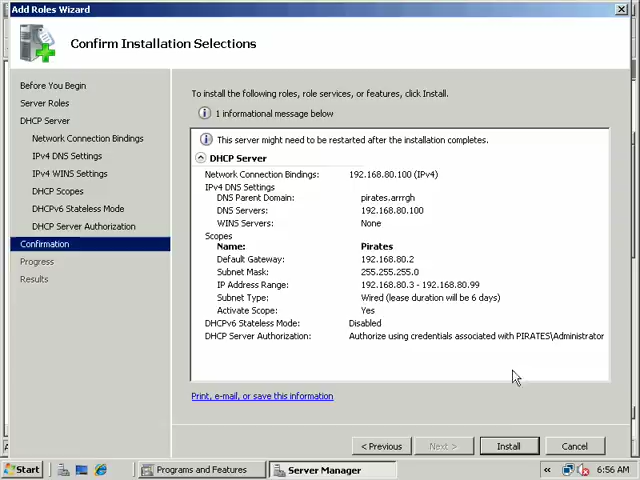 Add Roles Wizard
Confirm Installation Selections
Before You Begin
Server Roles
DHCP Server
Network Connection Bindings
IPv4 DNS Settings
IPv4 WINS Settings
DHCP Scopes
DHCPv6 Stateless Mode
DHCP Server Authorization
Confirmation
Progress
Results
To install the following roles, role services, or features, click Install.
1 informational message below
This server might need to be restarted after the installation completes.
DHCP Server
Network Connection Bindings: 192.168.80.100 (IPv4)
IPv4 DNS Settings
DNS Parent Domain: pirates.arrrgh
DNS Servers: 192.168.80.100
WINS Servers: None
Scopes
Name: Pirates
Default Gateway: 192.168.80.2
Subnet Mask: 255.255.255.0
IP Address Range: 192.168.80.3 - 192.168.80.99
Subnet Type: Wired (lease duration will be 6 days)
Activate Scope: Yes
DHCPv6 Stateless Mode: Disabled
DHCP Server Authorization: Authorize using credentials associated with PIRATES\Administrator
Print, e-mail, or save this information
< Previous Next > Install Cancel
Start Programs and Features Server Manager « 6:56 AM